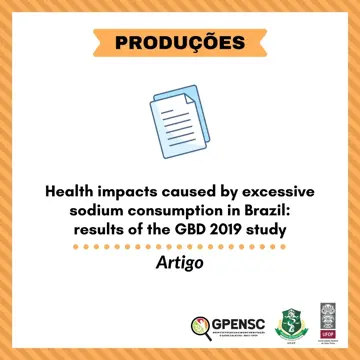 PRODUÇÕES
Health impacts caused by excessive
sodium consumption in Brazil:
results of the GBD 2019 study
Artigo
GPENSC
UFOP